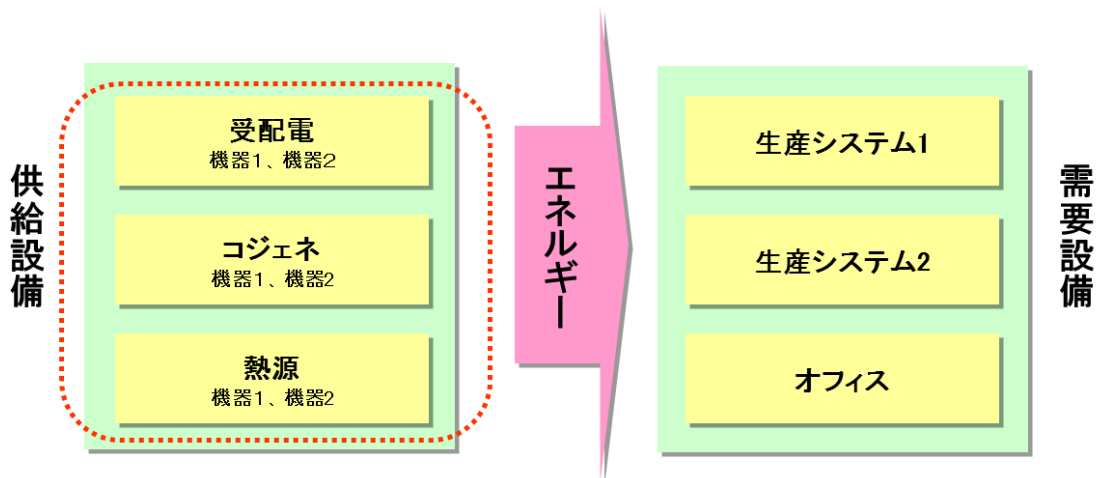 供給設備
受配電
機器1、機器2
コジェネ
機器1、機器2
熱源
機器1、機器2
エネルギー
生産システム1
生産システム2
オフィス
需要設備